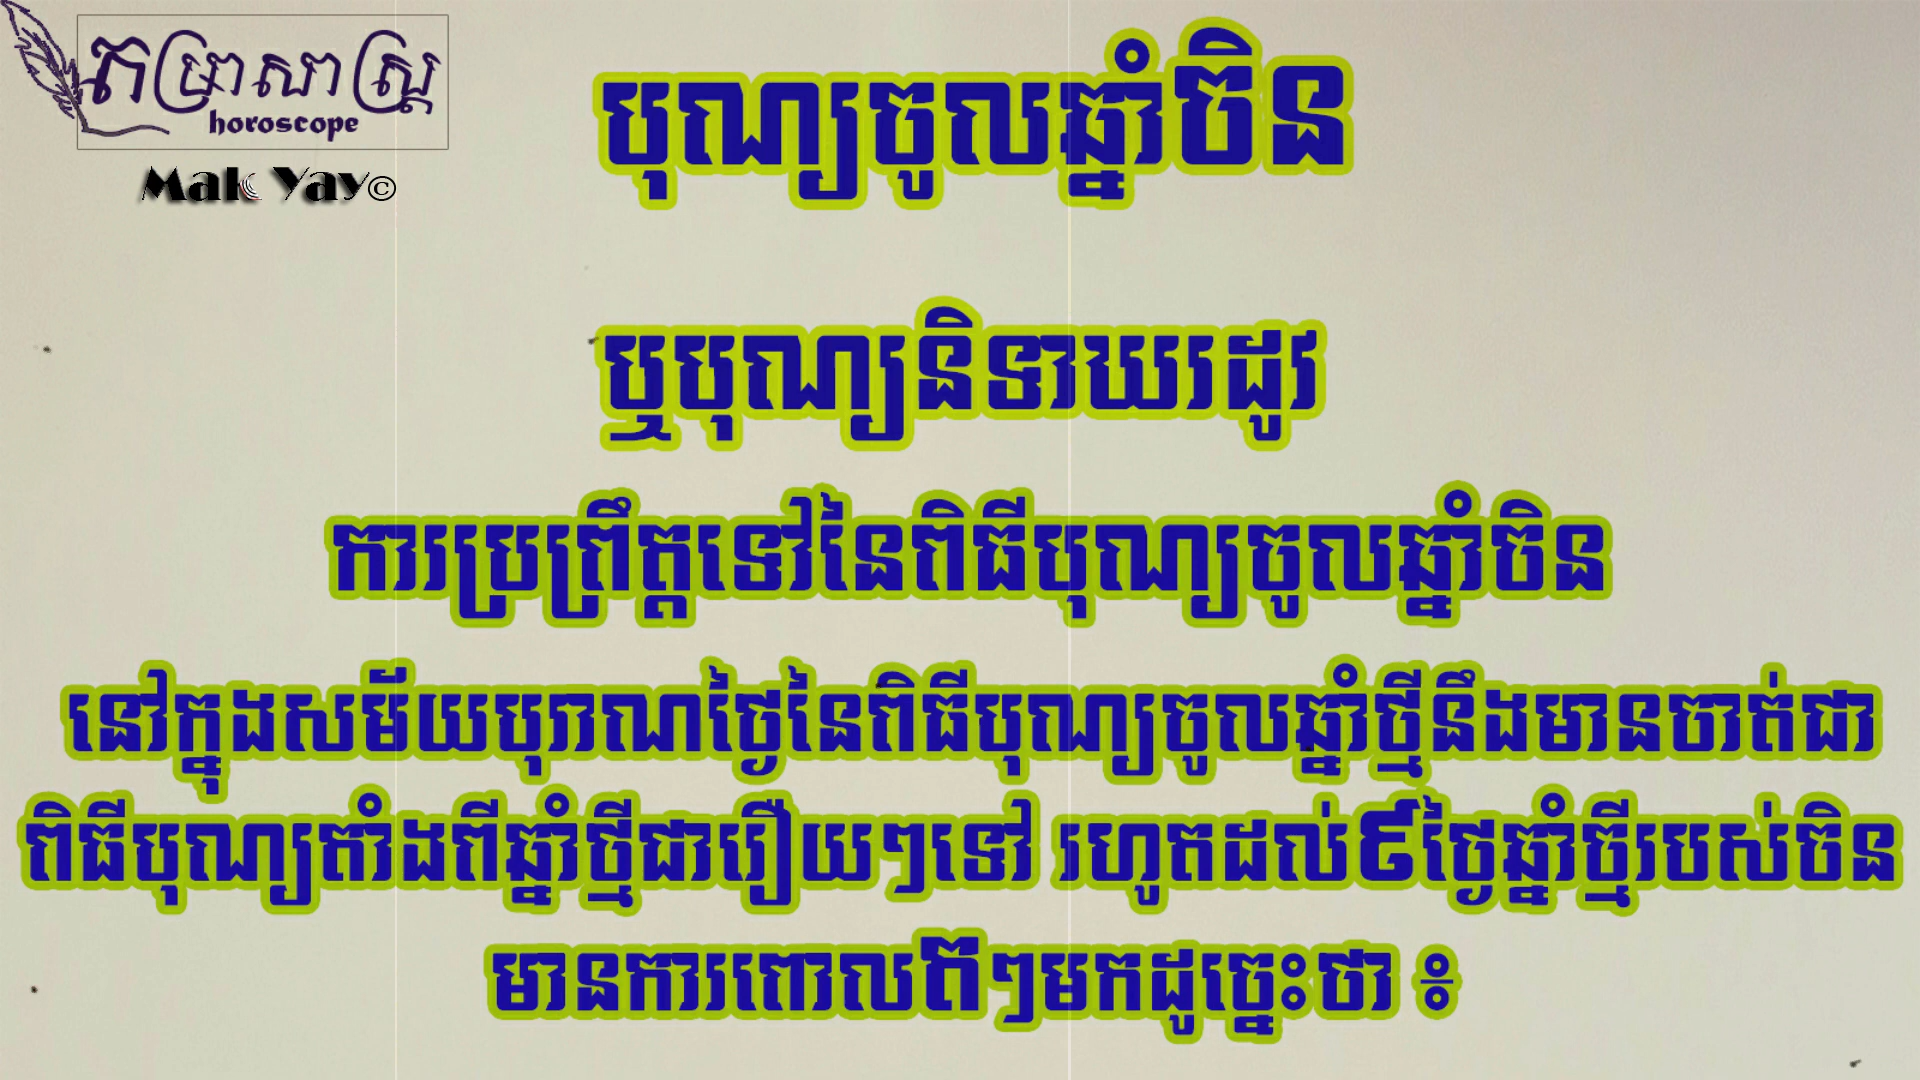 តម្រាសាស្ត្រ
horoscope
Mak Yay©
បុណ្យចូលឆ្នាំចិន
ឬបុណ្យនិទាឃរដូវ
ការប្រព្រឹត្តទៅនៃពិធីបុណ្យចូលឆ្នាំចិន
នៅក្នុងសម័យបុរាណថ្ងៃនៃពិធីបុណ្យចូលឆ្នាំថ្មីនឹងមានចាត់ជា
ពិធីបុណ្យតាំងពីឆ្នាំថ្មីជារឿយៗទៅ រហូតដល់៩ថ្ងៃឆ្នាំថ្មីរបស់ចិន
មានការពោលតៗមកដូច្នេះថា ៖